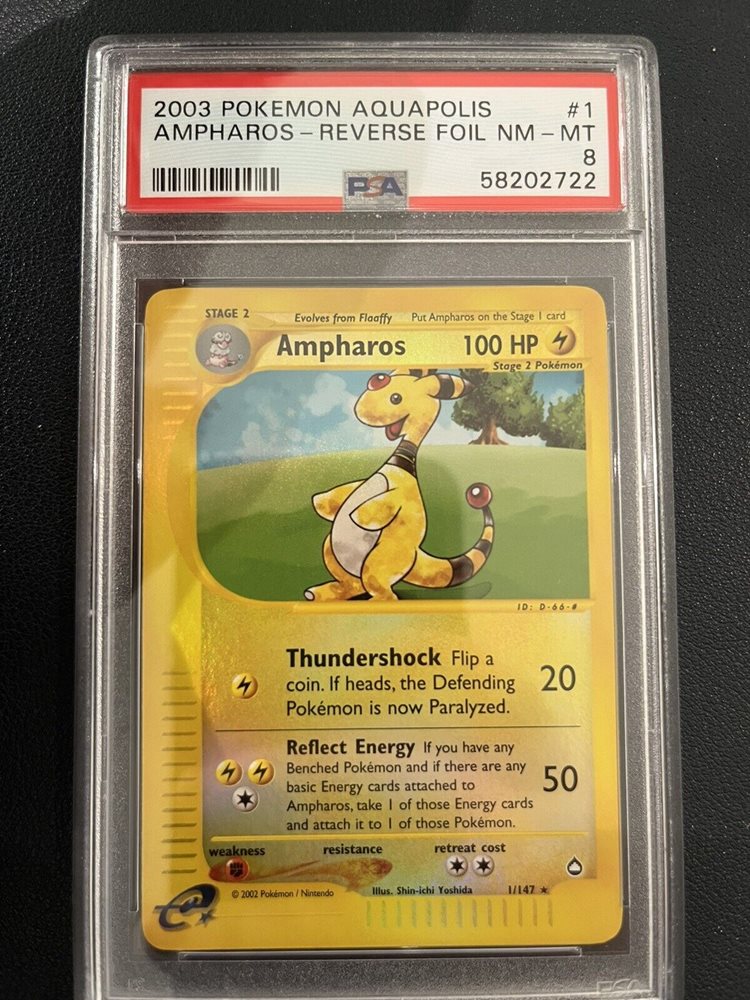 2003 POKEMON AQUAPOLIS #1
AMPHAROS - REVERSE FOIL NM - MT
8
PSA 58202722
STAGE 2 Evolves from Flaaffy Put Ampharos on the Stage 1 card
Ampharos 100 HP
Stage 2 Pokémon
ID: D-66-#
Thundershock Flip a
coin. If heads, the Defending 20
Pokémon is now Paralyzed.
Reflect Energy If you have any
Benched Pokémon and if there are any
basic Energy cards attached to 50
Ampharos, take 1 of those Energy cards
and attach it to 1 of those Pokémon.
weakness resistance retreat cost
© 2002 Pokémon / Nintendo Illus. Shin-ichi Yoshida 1/147 ★
e